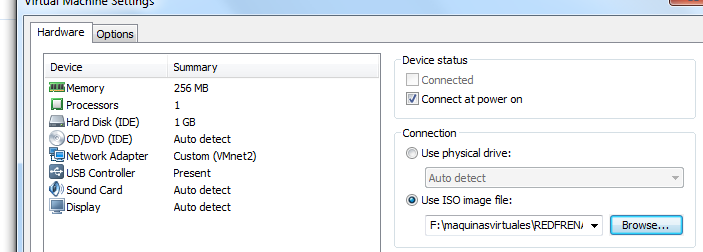 Virtual Machine Settings
Hardware
Options
Device Summary
Memory 256 MB
Processors 1
Hard Disk (IDE) 1 GB
CD/DVD (IDE) Auto detect
Network Adapter Custom (VMnet2)
USB Controller Present
Sound Card Auto detect
Display Auto detect
Device status
Connected
Connect at power on
Connection
Use physical drive:
Auto detect
Use ISO image file:
F:\maquinasvirtuales\REDFRENA
Browse...